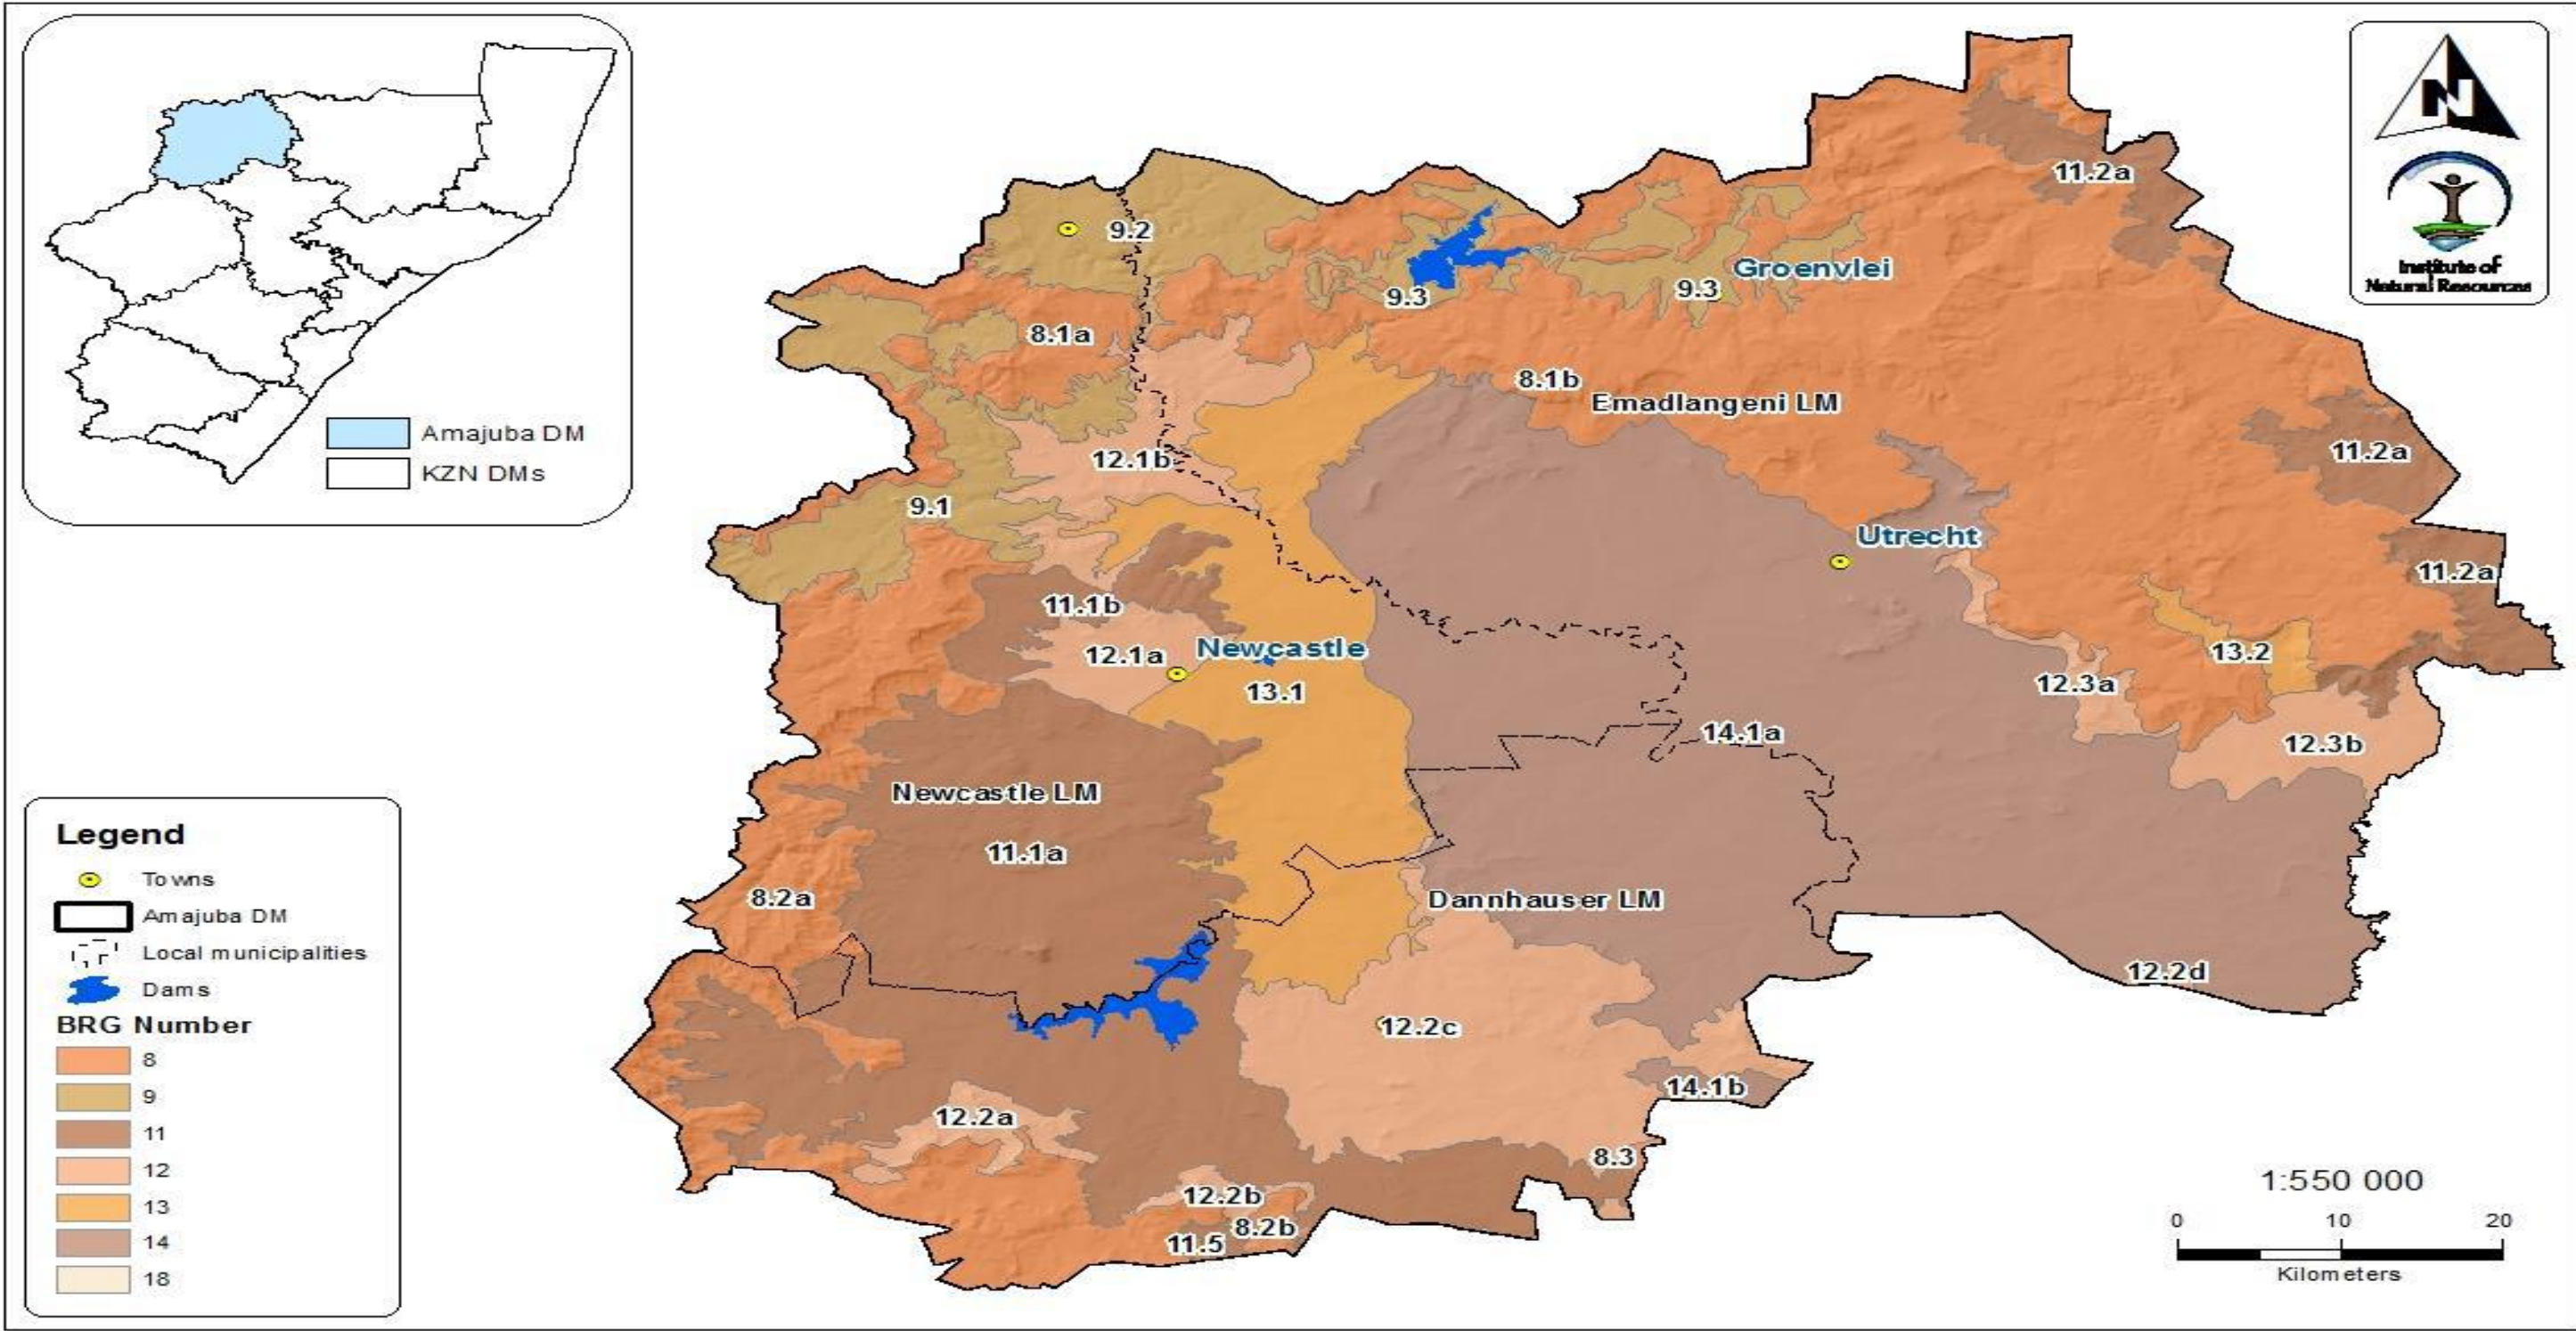 Amajuba DM
KZN DMs
N
Institute of
Natural Resources
11.2a
9.2
Groenvlei
9.3
9.3
8.1a
8.1b
Emadlangeni LM
11.2a
12.1b
9.1
Utrecht
11.2a
11.1b
Newcastle
12.1a
13.1
13.2
12.3a
14.1a
12.3b
Newcastle LM
11.1a
8.2a
Dannhauser LM
12.2d
12.2c
14.1b
12.2a
8.3
12.2b
8.2b
11.5
Legend
Towns
Amajuba DM
Local municipalities
Dams
BRG Number
8
9
11
12
13
14
18
1:550 000
0 10 20
Kilometers